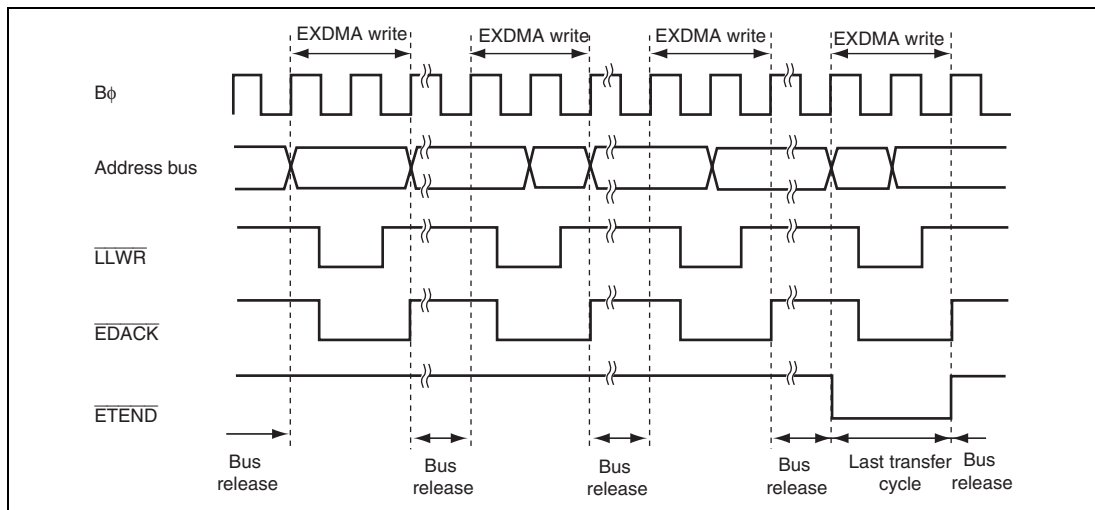 EXDMA write EXDMA write EXDMA write EXDMA write
Bϕ
Address bus
LLWR
EDACK
ETEND
Bus release
Bus release
Bus release
Bus release
Last transfer cycle
Bus release